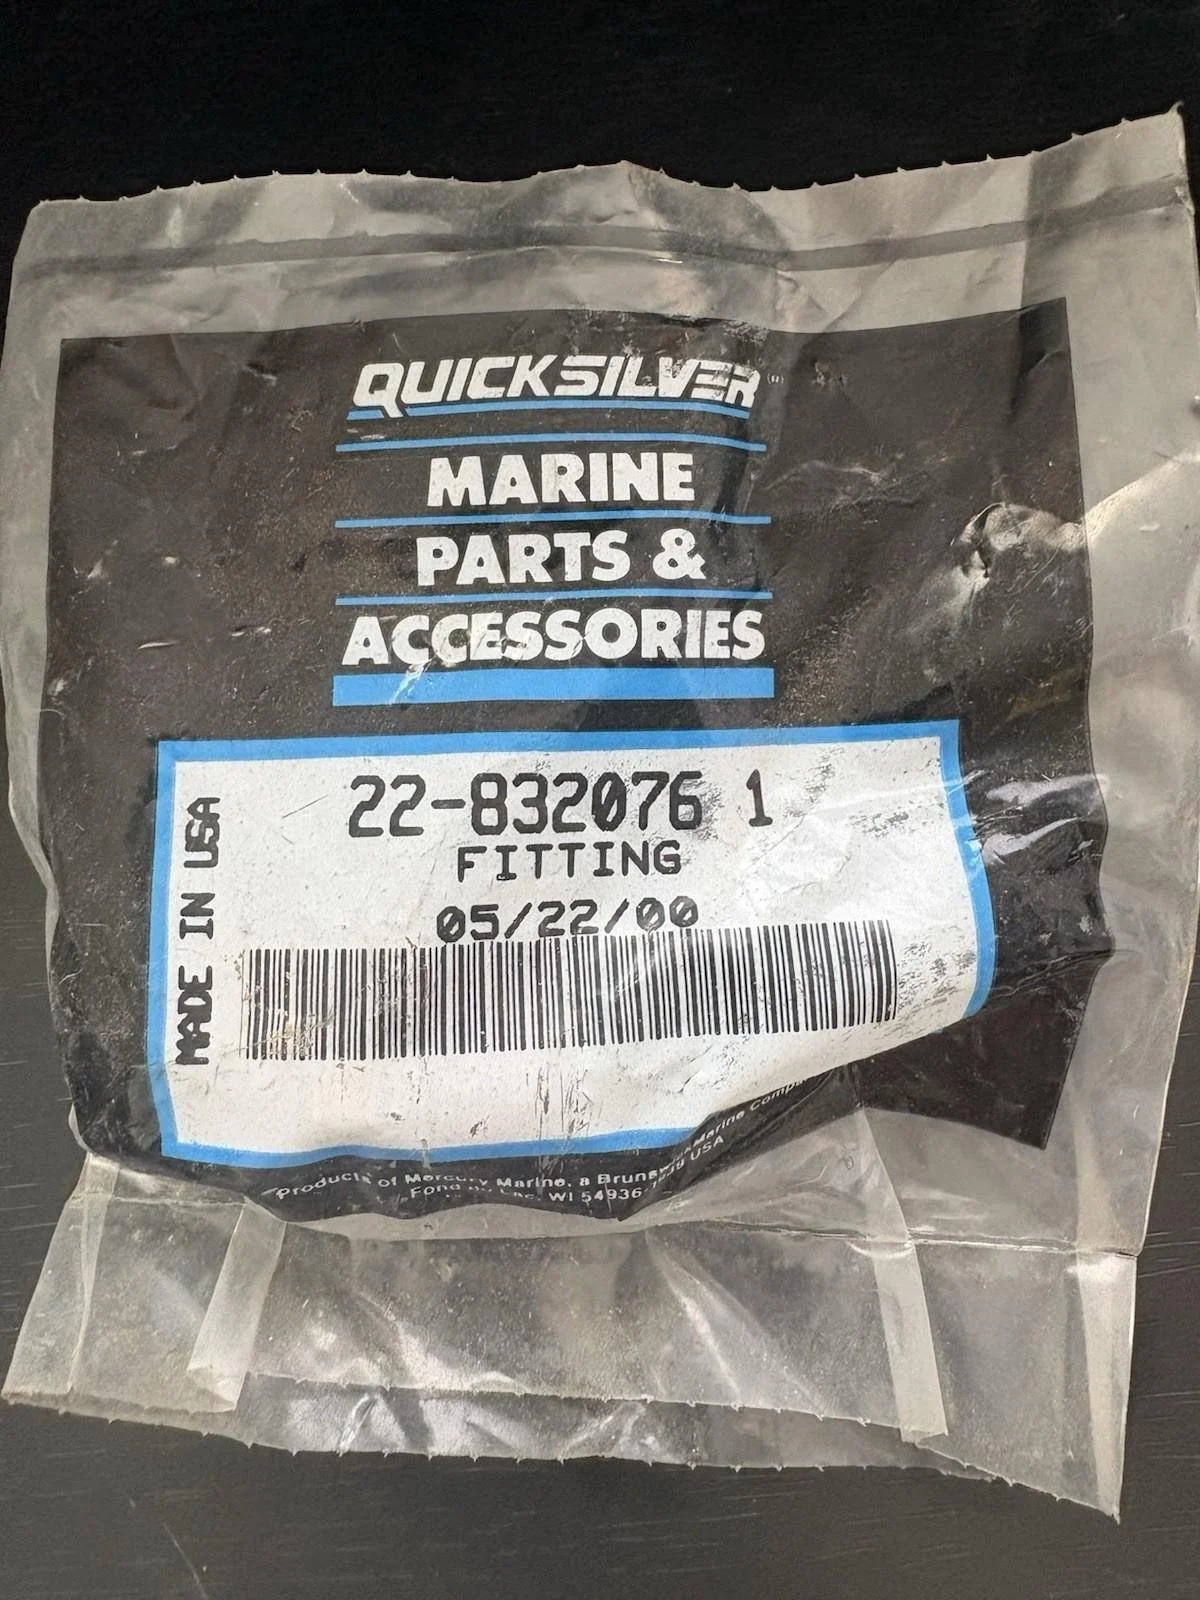 QUICKSILVER
MARINE
PARTS &
ACCESSORIES
MADE IN USA
22-832076 1
FITTING
05/22/00
Products of Mercury Marine, a Brunswick Marine
Fond du Lac, WI 54936- USA